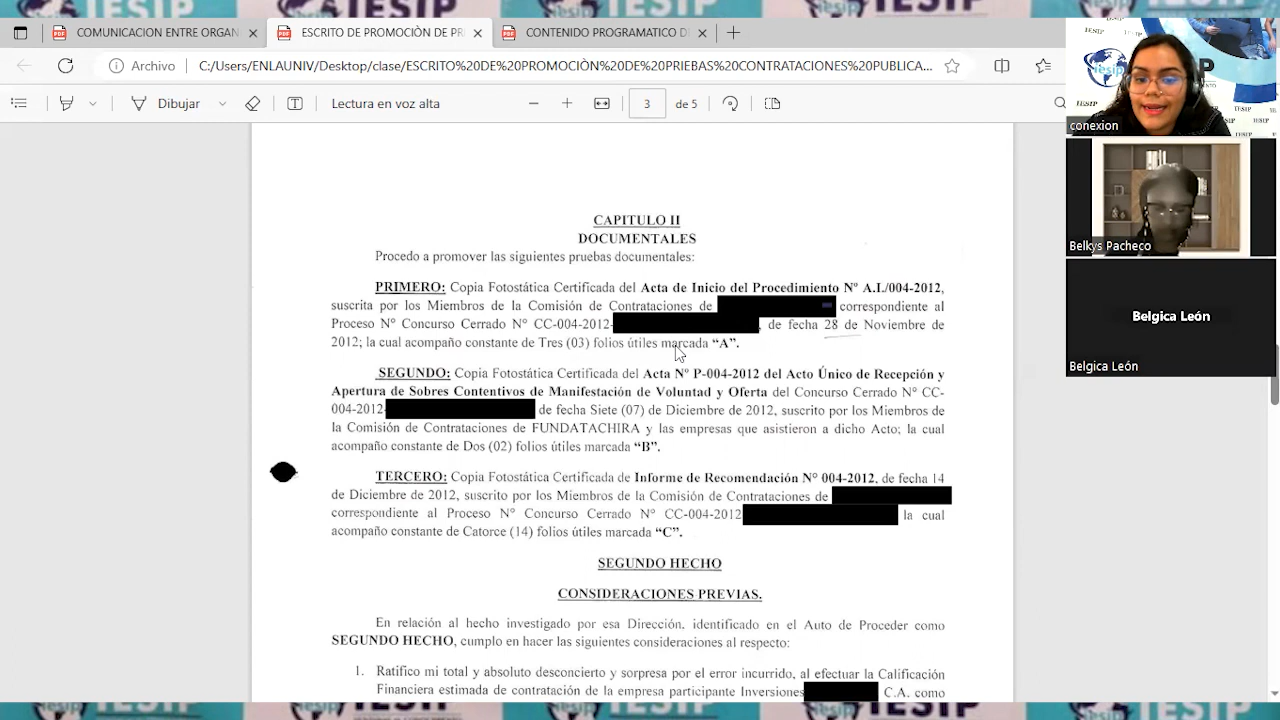 IESIP
COMUNICACION ENTRE ORGAN
ESCRITO DE PROMOCIÒN DE PR
CONTENIDO PROGRAMATICO D
Archivo
C:/Users/ENLAUNIV/Desktop/clase/ESCRITO%20DE%20PROMOCIÒN%20DE%20PRIEBAS%20CONTRATACIONES%20PUBLICA...
Dibujar
Lectura en voz alta
3 de 5
CAPITULO II
DOCUMENTALES
Procedo a promover las siguientes pruebas documentales:
PRIMERO: Copia Fotostática Certificada del Acta de Inicio del Procedimiento Nº A.I./004-2012,
suscrita por los Miembros de la Comisión de Contrataciones de correspondiente al
Proceso Nº Concurso Cerrado Nº CC-004-2012- , de fecha 28 de Noviembre de
2012; la cual acompaño constante de Tres (03) folios útiles marcada “A”.
SEGUNDO: Copia Fotostática Certificada del Acta Nº P-004-2012 del Acto Único de Recepción y
Apertura de Sobres Contentivos de Manifestación de Voluntad y Oferta del Concurso Cerrado Nº CC-
004-2012- de fecha Siete (07) de Diciembre de 2012, suscrito por los Miembros de
la Comisión de Contrataciones de FUNDATACHIRA y las empresas que asistieron a dicho Acto; la cual
acompaño constante de Dos (02) folios útiles marcada “B”.
TERCERO: Copia Fotostática Certificada de Informe de Recomendación Nº 004-2012, de fecha 14
de Diciembre de 2012, suscrito por los Miembros de la Comisión de Contrataciones de
correspondiente al Proceso Nº Concurso Cerrado Nº CC-004-2012 la cual
acompaño constante de Catorce (14) folios útiles marcada “C”.
SEGUNDO HECHO
CONSIDERACIONES PREVIAS.
En relación al hecho investigado por esa Dirección, identificado en el Auto de Proceder como
SEGUNDO HECHO, cumplo en hacer las siguientes consideraciones al respecto:
1. Ratifico mi total y absoluto desconcierto y sorpresa por el error incurrido, al efectuar la Calificación
Financiera estimada de contratación de la empresa participante Inversiones C.A. como
conexion
Belkys Pacheco
Belgica León
Belgica León